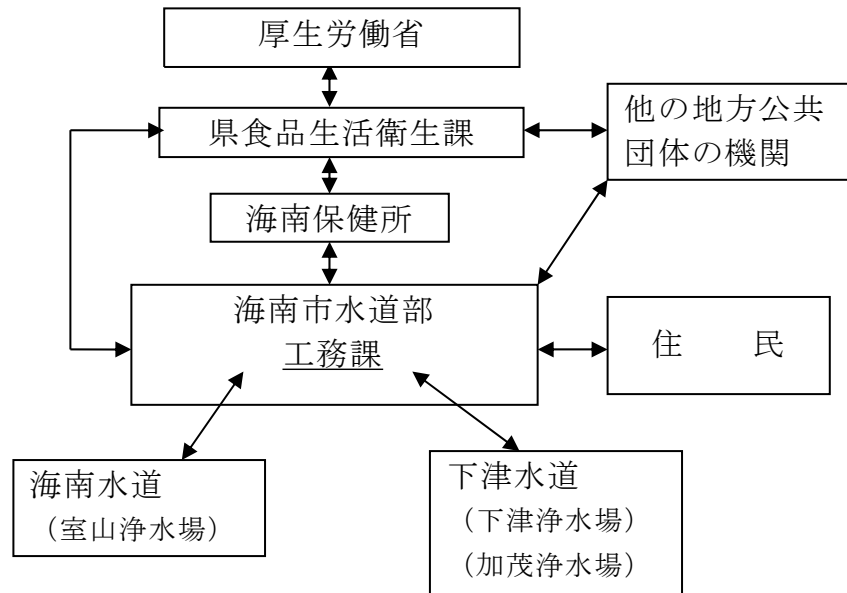 厚生労働省
県食品生活衛生課
他の地方公共
団体の機関
海南保健所
海南市水道部
工務課
住　　民
海南水道
（室山浄水場）
下津水道
（下津浄水場）
（加茂浄水場）